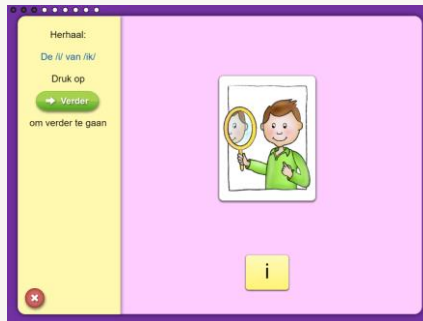 Herhaal:
De /i/ van /ik/
Druk op
Verder
om verder te gaan
i